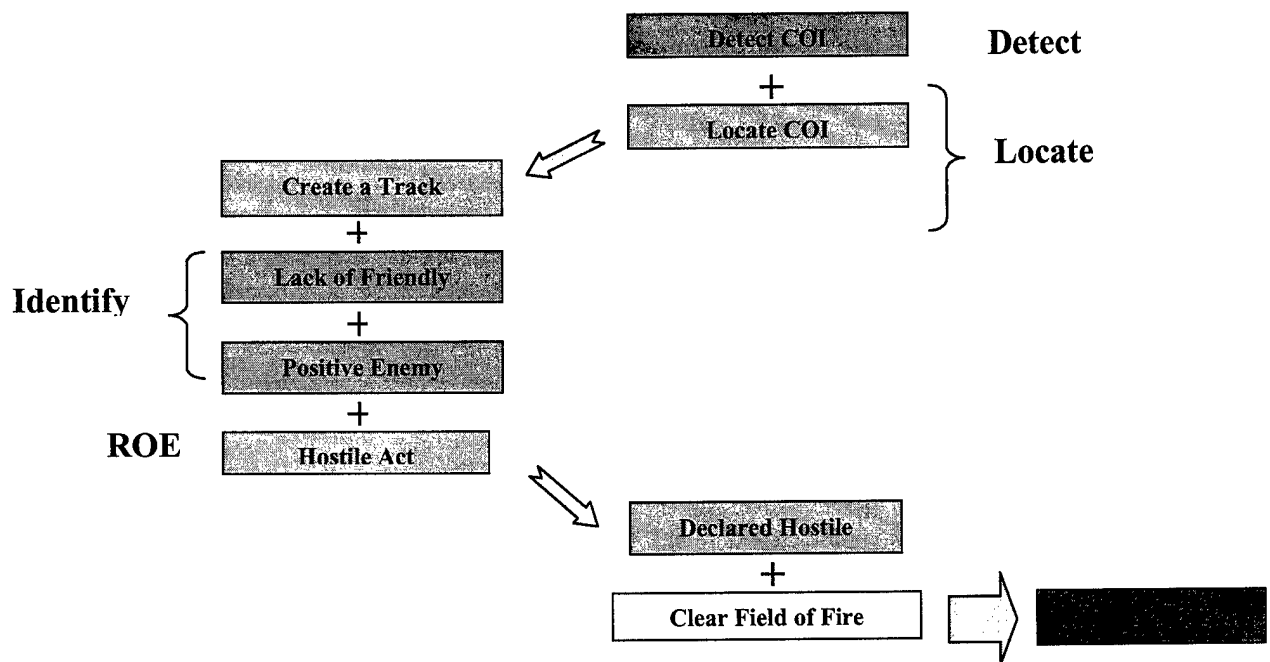 Detect COI
Detect
+
Locate COI
Locate
Create a Track
+
Lack of Friendly
Identify
+
Positive Enemy
+
ROE
Hostile Act
Declared Hostile
+
Clear Field of Fire